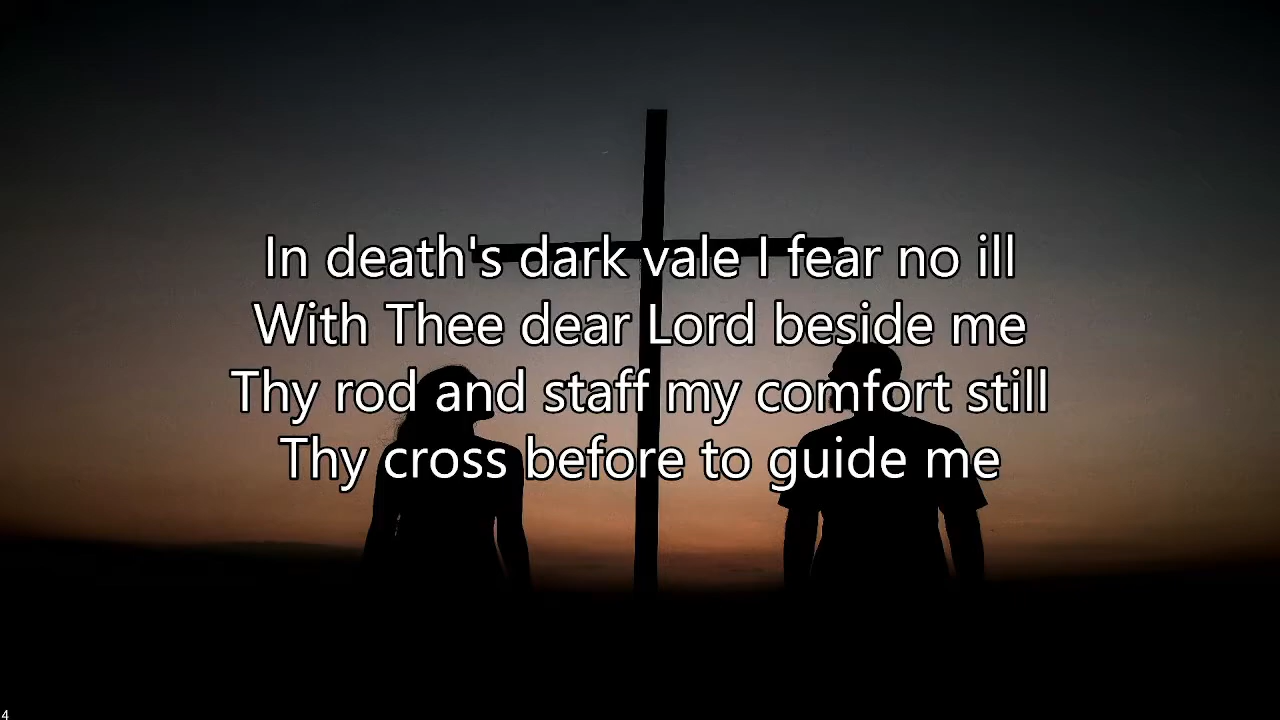 In death's dark vale I fear no ill
With Thee dear Lord beside me
Thy rod and staff my comfort still
Thy cross before to guide me
4